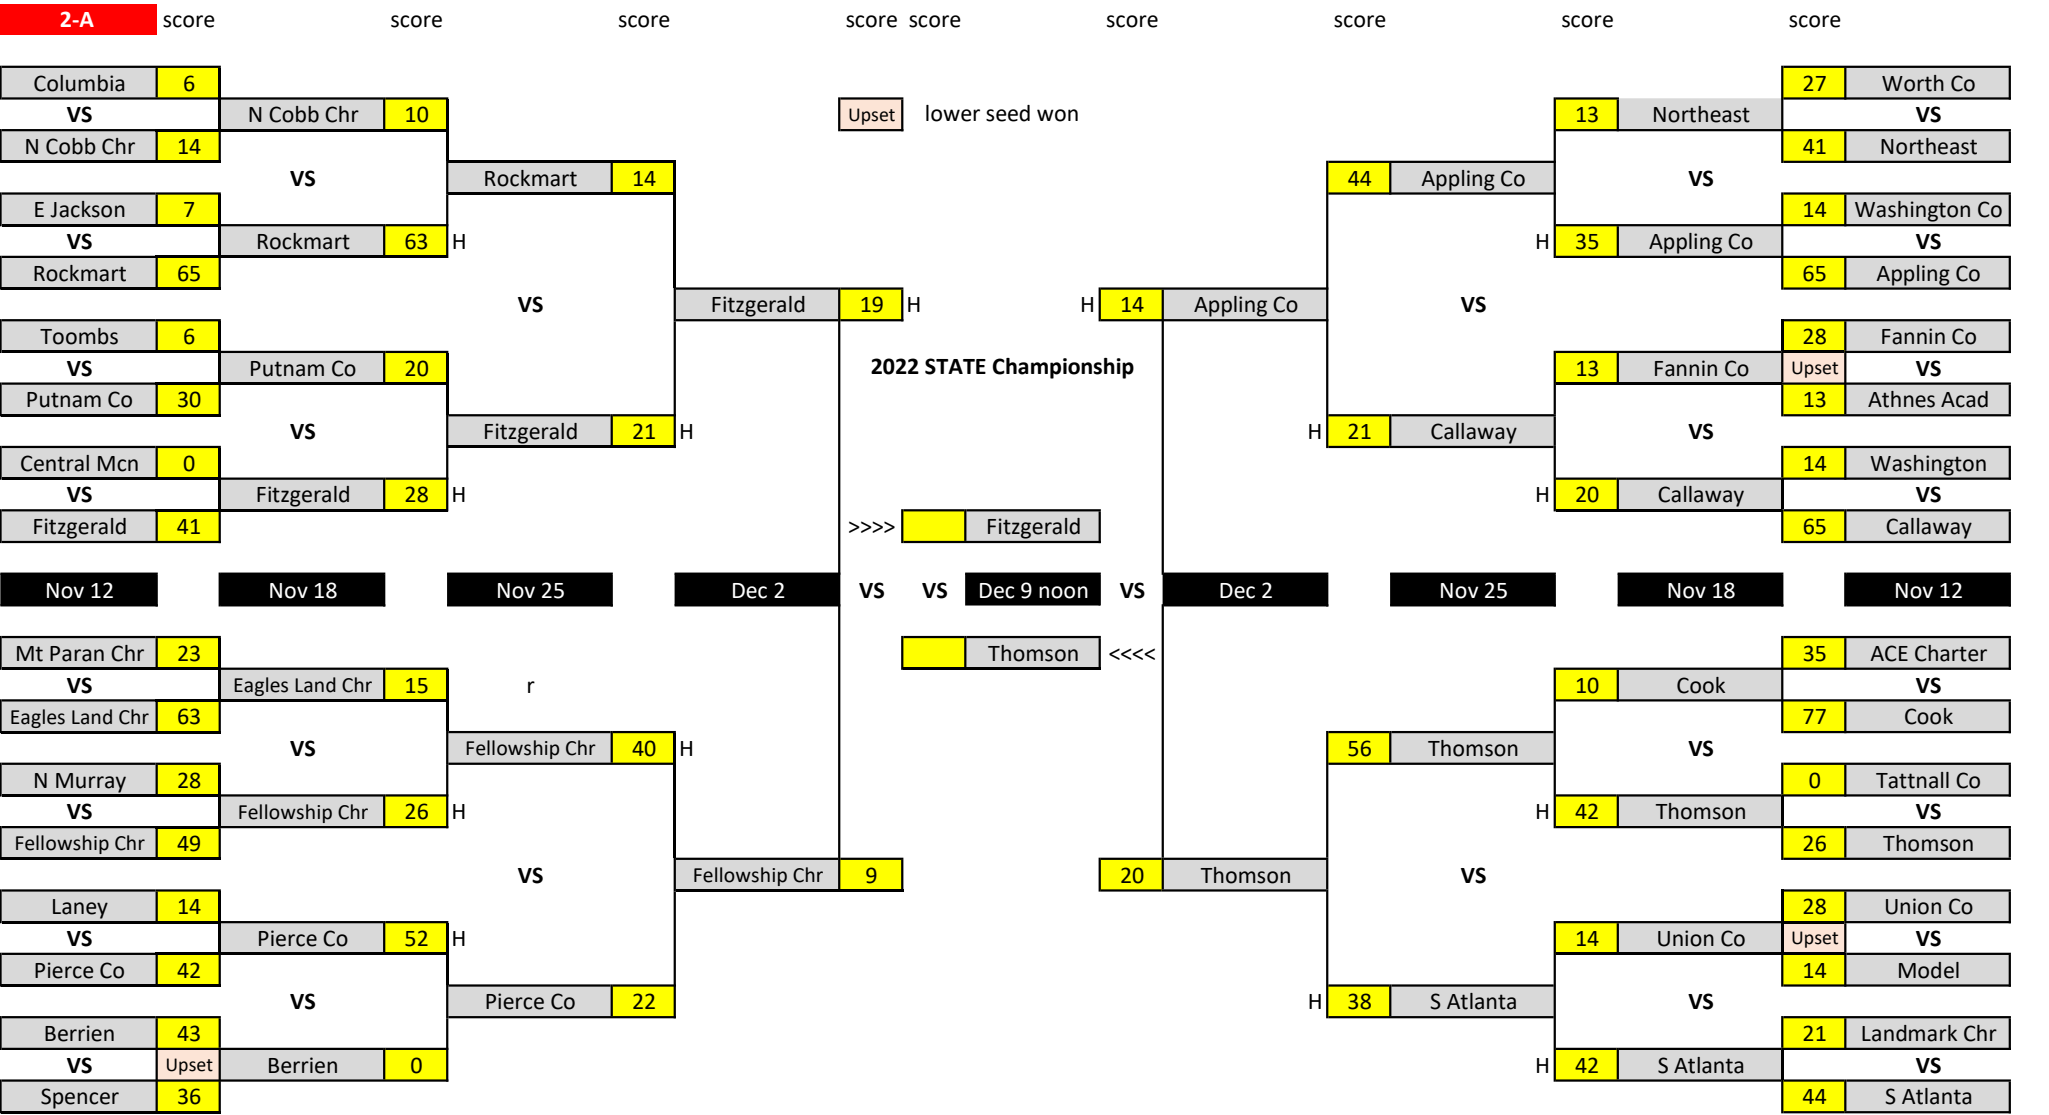 2-A score score score score score score score score score
Columbia 6 27 Worth Co
VS N Cobb Chr 10 Upset lower seed won 13 Northeast VS
N Cobb Chr 14 41 Northeast
VS Rockmart 14 44 Appling Co VS
E Jackson 7 14 Washington Co
VS Rockmart 63 H H 35 Appling Co VS
Rockmart 65 65 Appling Co
VS Fitzgerald 19 H H 14 Appling Co VS
Toombs 6 28 Fannin Co
VS Putnam Co 20 2022 STATE Championship 13 Fannin Co Upset VS
Putnam Co 30 13 Athnes Acad
VS Fitzgerald 21 H H 21 Callaway VS
Central Mcn 0 14 Washington
VS Fitzgerald 28 H H 20 Callaway VS
Fitzgerald 41 >>>> Fitzgerald 65 Callaway
Nov 12 Nov 18 Nov 25 Dec 2 VS VS Dec 9 noon VS Dec 2 Nov 25 Nov 18 Nov 12
Mt Paran Chr 23 Thomson <<<< 35 ACE Charter
VS Eagles Land Chr 15 r 10 Cook VS
Eagles Land Chr 63 77 Cook
VS Fellowship Chr 40 H 56 Thomson VS
N Murray 28 0 Tattnall Co
VS Fellowship Chr 26 H H 42 Thomson VS
Fellowship Chr 49 26 Thomson
VS Fellowship Chr 9 20 Thomson VS
Laney 14 28 Union Co
VS Pierce Co 52 H 14 Union Co Upset VS
Pierce Co 42 14 Model
VS Pierce Co 22 H 38 S Atlanta VS
Berrien 43 21 Landmark Chr
VS Upset Berrien 0 H 42 S Atlanta VS
Spencer 36 44 S Atlanta